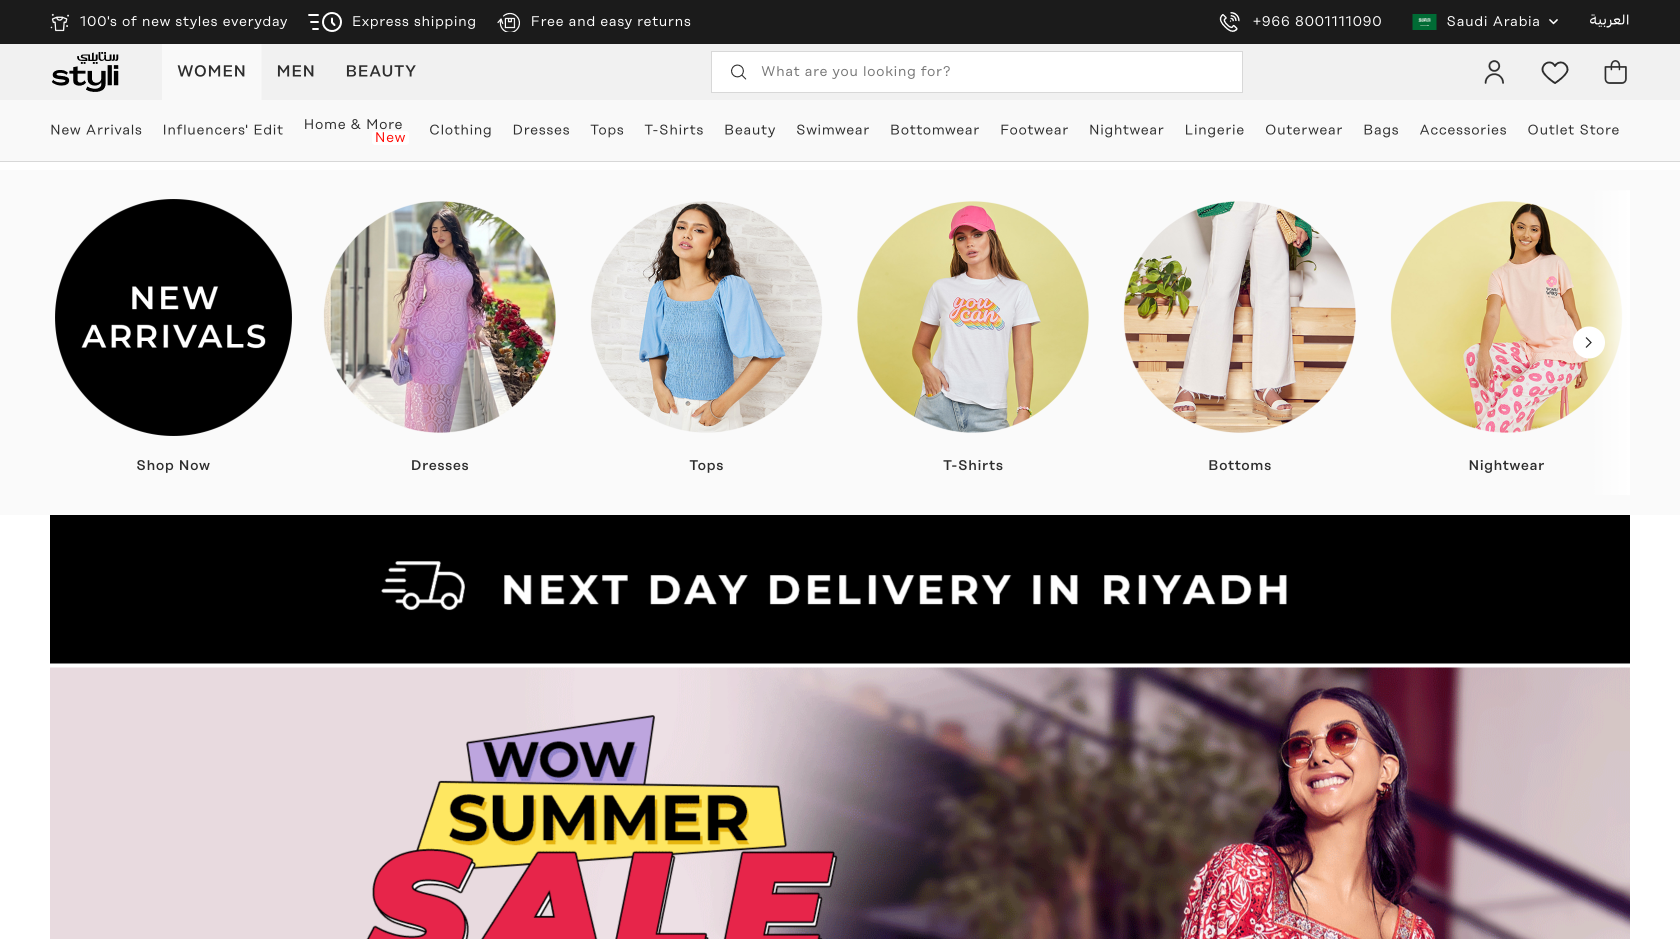 100's of new styles everyday
Express shipping
Free and easy returns
+966 8001111090
Saudi Arabia
العربية
ستايلي
styli
WOMEN
MEN
BEAUTY
What are you looking for?
New Arrivals
Influencers' Edit
Home & More
New
Clothing
Dresses
Tops
T-Shirts
Beauty
Swimwear
Bottomwear
Footwear
Nightwear
Lingerie
Outerwear
Bags
Accessories
Outlet Store
NEW
ARRIVALS
you
can
Shop Now
Dresses
Tops
T-Shirts
Bottoms
Nightwear
NEXT DAY DELIVERY IN RIYADH
WOW
SUMMER
SALE